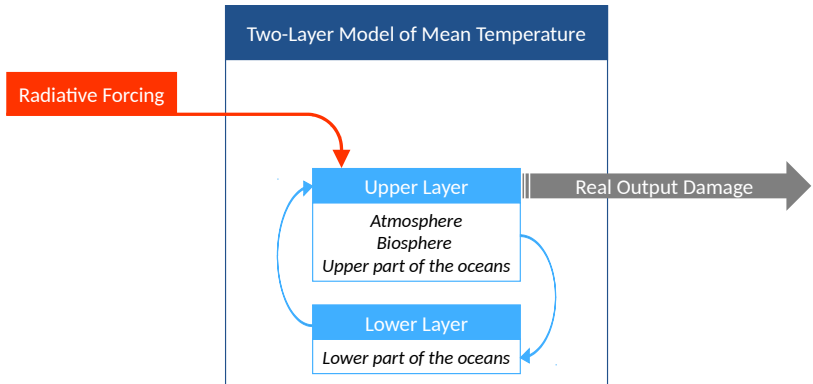 Two-Layer Model of Mean Temperature
Radiative Forcing
Upper Layer
Real Output Damage
Atmosphere
Biosphere
Upper part of the oceans
Lower Layer
Lower part of the oceans